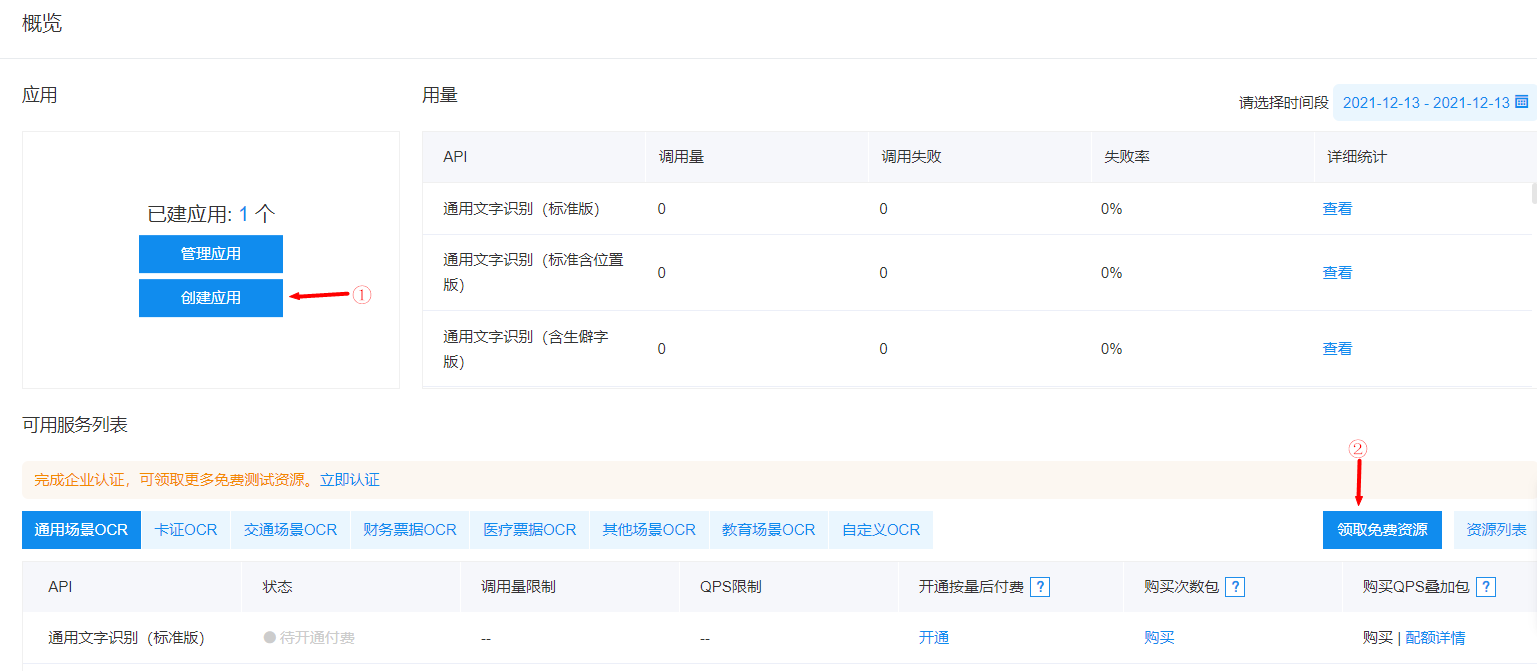 概览
应用
用量
请选择时间段 2021-12-13 - 2021-12-13
已建应用: 1 个
管理应用
创建应用
①
API 调用量 调用失败 失败率 详细统计
通用文字识别（标准版） 0 0 0% 查看
通用文字识别（标准含位置
版） 0 0 0% 查看
通用文字识别（含生僻字
版） 0 0 0% 查看
可用服务列表
②
完成企业认证，可领取更多免费测试资源。立即认证
通用场景OCR 卡证OCR 交通场景OCR 财务票据OCR 医疗票据OCR 其他场景OCR 教育场景OCR 自定义OCR 领取免费资源 资源列表
API 状态 调用量限制 QPS限制 开通按量后付费 ? 购买次数包 ? 购买QPS叠加包 ?
通用文字识别（标准版） 待开通付费 -- -- 开通 购买 购买 | 配额详情